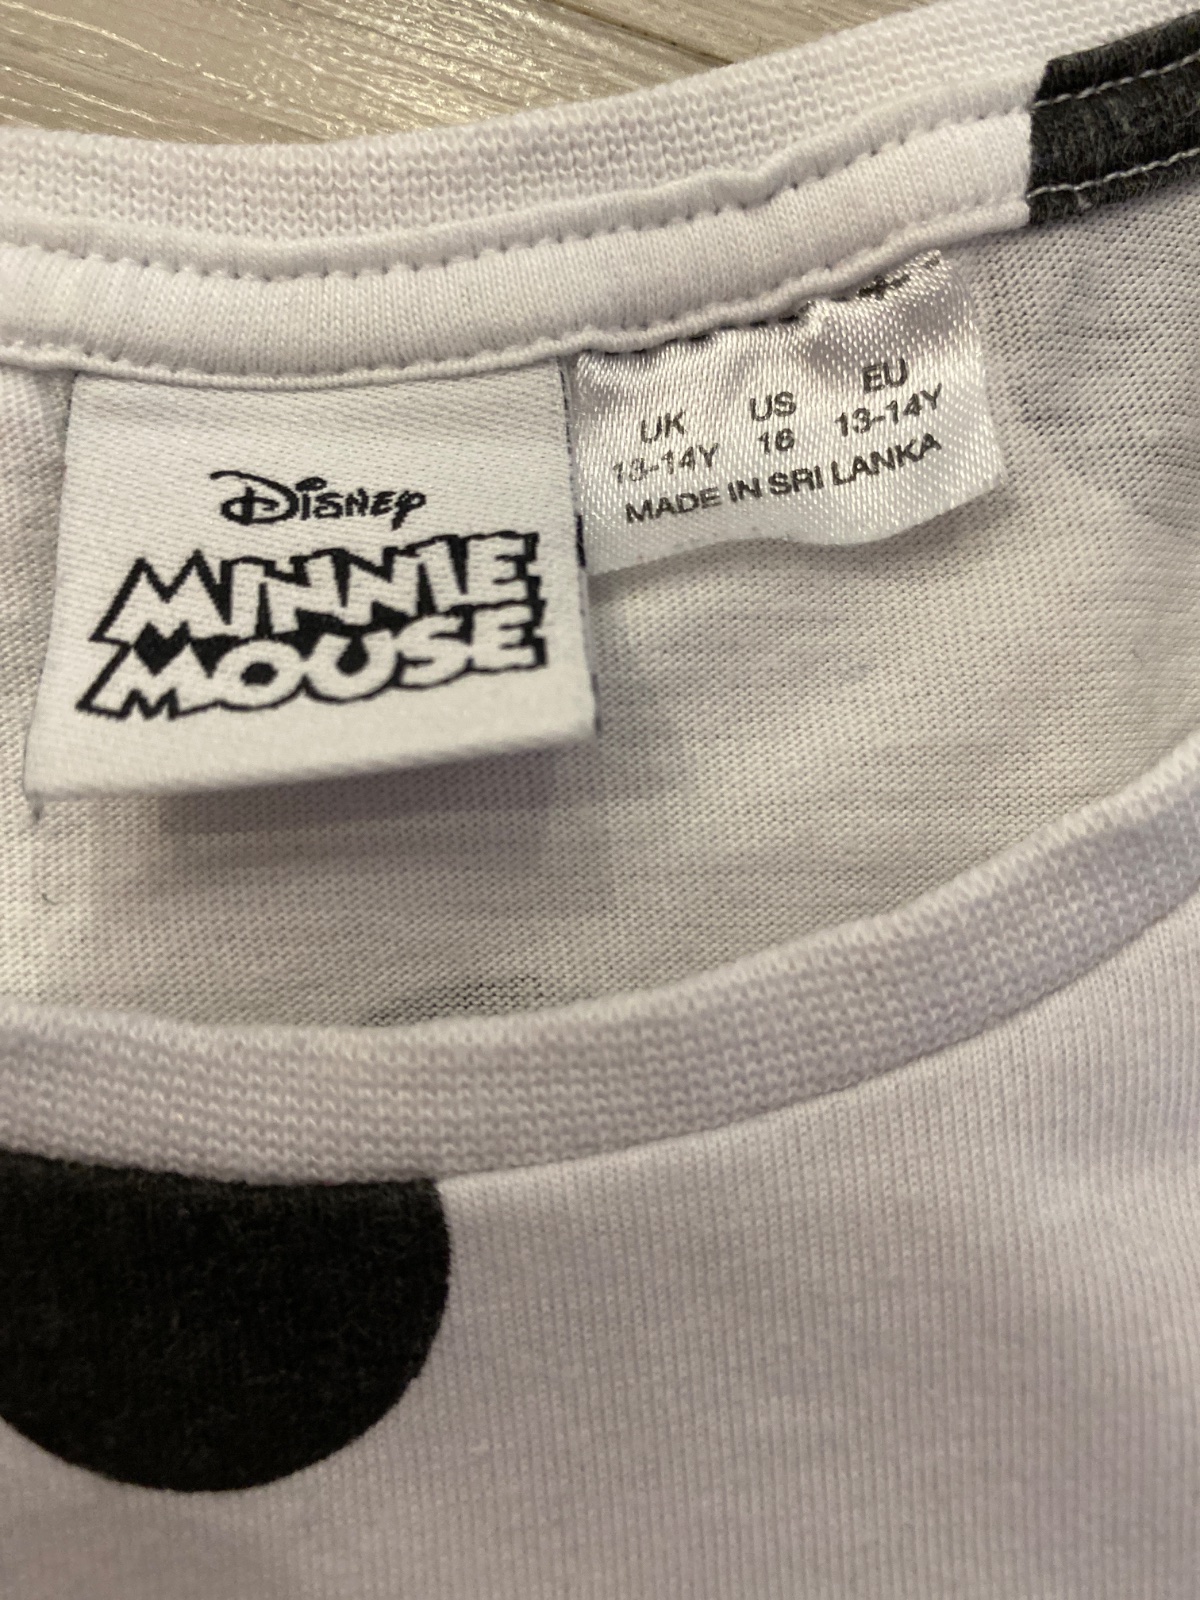 Disney
MINNIE
MOUSE
UK US EU
13-14Y 16 13-14Y
MADE IN SRI LANKA